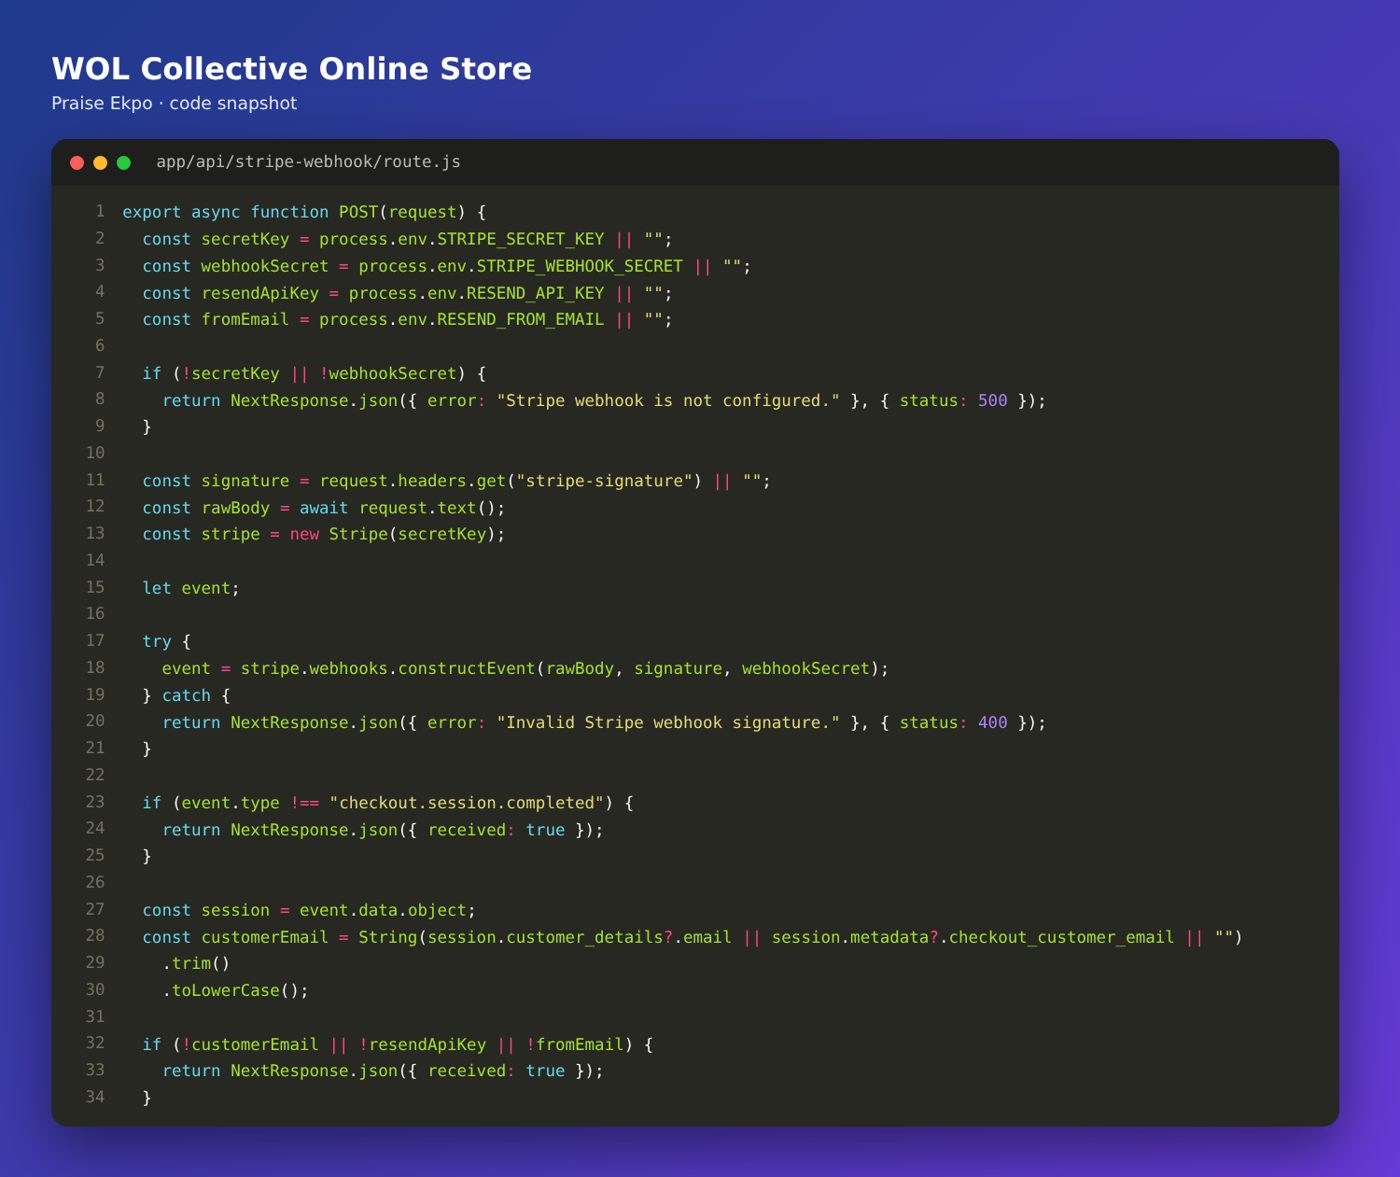 WOL Collective Online Store
Praise Ekpo · code snapshot
app/api/stripe-webhook/route.js
1 export async function POST(request) {
2   const secretKey = process.env.STRIPE_SECRET_KEY || "";
3   const webhookSecret = process.env.STRIPE_WEBHOOK_SECRET || "";
4   const resendApiKey = process.env.RESEND_API_KEY || "";
5   const fromEmail = process.env.RESEND_FROM_EMAIL || "";
6
7   if (!secretKey || !webhookSecret) {
8     return NextResponse.json({ error: "Stripe webhook is not configured." }, { status: 500 });
9   }
10
11   const signature = request.headers.get("stripe-signature") || "";
12   const rawBody = await request.text();
13   const stripe = new Stripe(secretKey);
14
15   let event;
16
17   try {
18     event = stripe.webhooks.constructEvent(rawBody, signature, webhookSecret);
19   } catch {
20     return NextResponse.json({ error: "Invalid Stripe webhook signature." }, { status: 400 });
21   }
22
23   if (event.type !== "checkout.session.completed") {
24     return NextResponse.json({ received: true });
25   }
26
27   const session = event.data.object;
28   const customerEmail = String(session.customer_details?.email || session.metadata?.checkout_customer_email || "")
29     .trim()
30     .toLowerCase();
31
32   if (!customerEmail || !resendApiKey || !fromEmail) {
33     return NextResponse.json({ received: true });
34   }